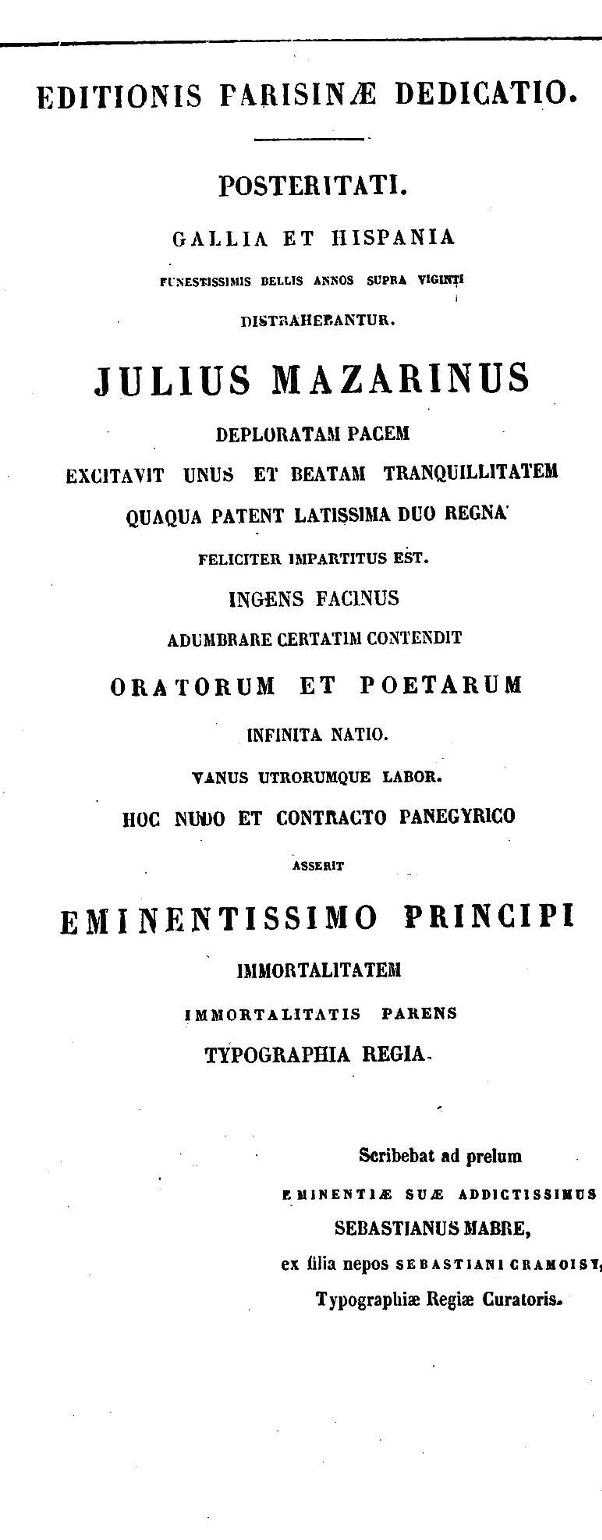 EDITIONIS PARISINÆ DEDICATIO.
POSTERITATI.
GALLIA ET HISPANIA
FUNESTISSIMIS BELLIS ANNOS SUPRA VIGINTI
DISTRAHERANTUR.
JULIUS MAZARINUS
DEPLORATAM PACEM
EXCITAVIT UNUS ET BEATAM TRANQUILLITATEM
QUAQUA PATENT LATISSIMA DUO REGNA
FELICITER IMPARTITUS EST.
INGENS FACINUS
ADUMBRARE CERTATIM CONTENDIT
ORATORUM ET POETARUM
INFINITA NATIO.
VANUS UTRORUMQUE LABOR.
HOC NUDO ET CONTRACTO PANEGYRICO
ASSERIT
EMINENTISSIMO PRINCIPI
IMMORTALITATEM
IMMORTALITATIS PARENS
TYPOGRAPHIA REGIA.
Scribebat ad prelum
EMINENTIÆ SUÆ ADDICTISSIMUS
SEBASTIANUS MABRE,
ex filia nepos SEBASTIANI CRAMOISY,
Typographiæ Regiæ Curatoris.